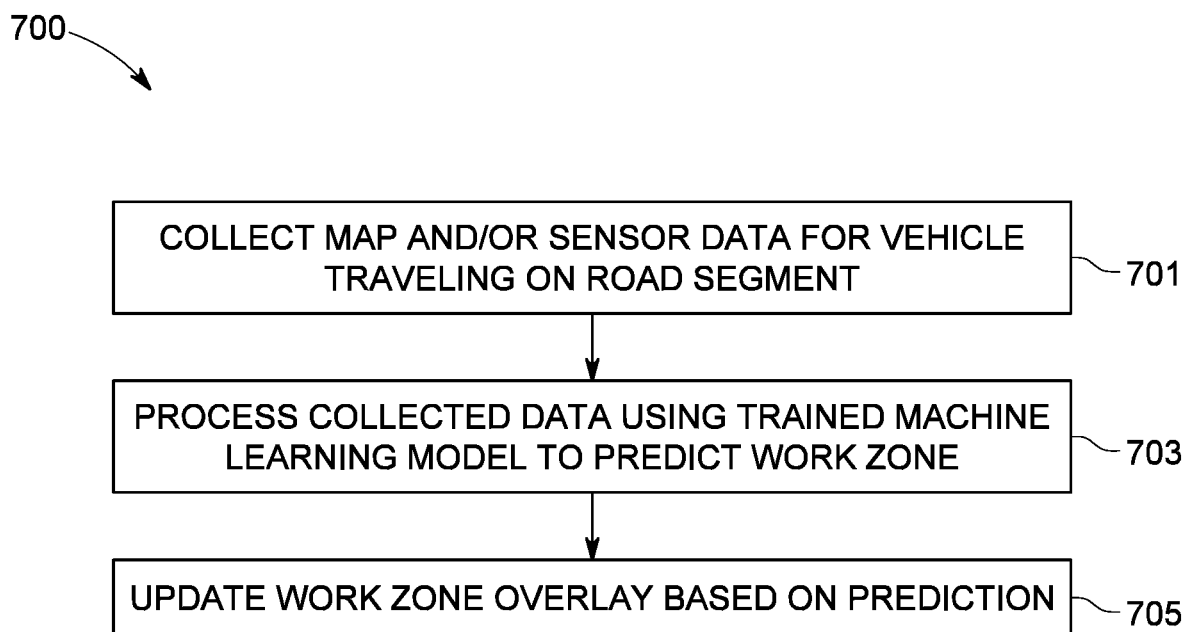 700
COLLECT MAP AND/OR SENSOR DATA FOR VEHICLE
TRAVELING ON ROAD SEGMENT
701
PROCESS COLLECTED DATA USING TRAINED MACHINE
LEARNING MODEL TO PREDICT WORK ZONE
703
UPDATE WORK ZONE OVERLAY BASED ON PREDICTION
705